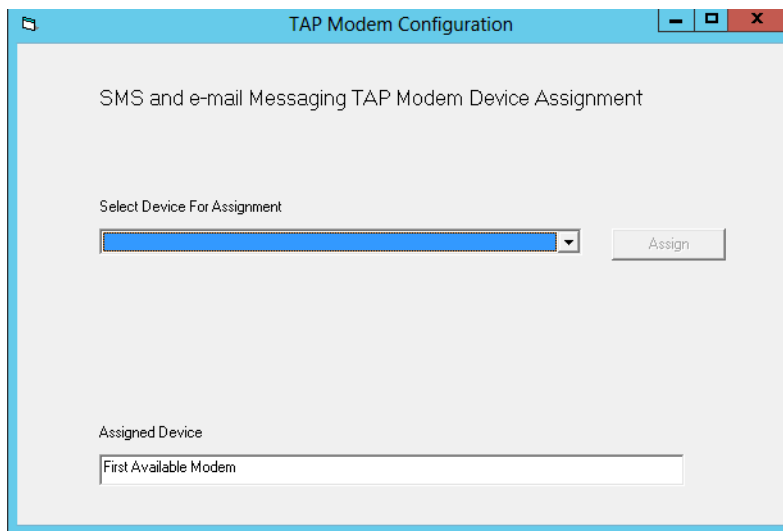 TAP Modem Configuration
SMS and e-mail Messaging TAP Modem Device Assignment
Select Device For Assignment
Assign
Assigned Device
First Available Modem